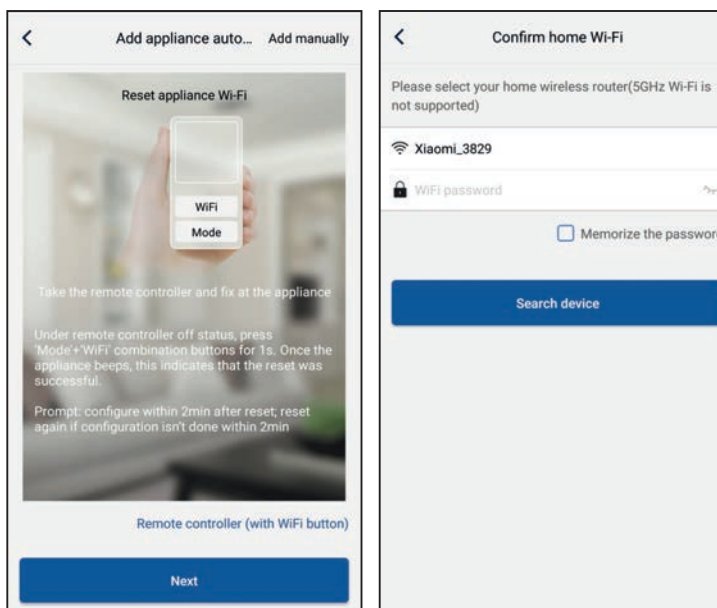 Add appliance auto... Add manually
Reset appliance Wi-Fi
WiFi
Mode
Take the remote controller and fix at the appliance
Under remote controller off status, press
'Mode'+'WiFi' combination buttons for 1s. Once the
appliance beeps, this indicates that the reset was
successful.
Prompt: configure within 2min after reset; reset
again if configuration isn't done within 2min
Remote controller (with WiFi button)
Next
Confirm home Wi-Fi
Please select your home wireless router(5GHz Wi-Fi is
not supported)
Xiaomi_3829
WiFi password
Memorize the password
Search device